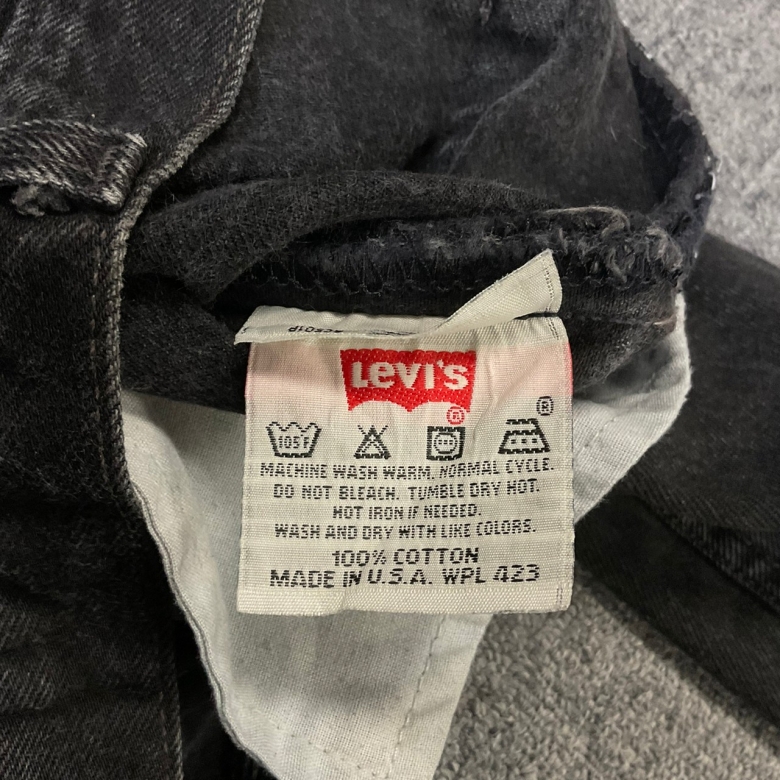 LEVI'S
®
®
105F
MACHINE WASH WARM. NORMAL CYCLE.
DO NOT BLEACH. TUMBLE DRY HOT.
HOT IRON IF NEEDED.
WASH AND DRY WITH LIKE COLORS.
100% COTTON
MADE IN U.S.A. WPL 423